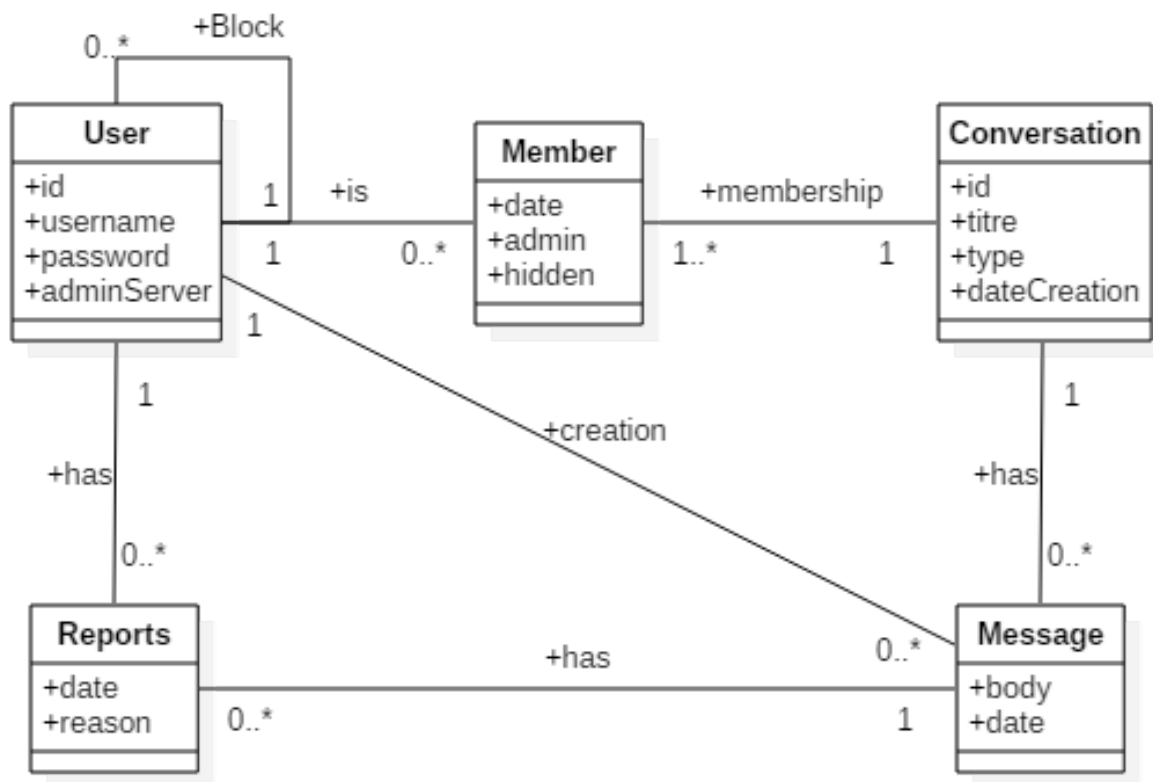 +Block
0..*
User
+id
+username
+password
+adminServer
1
+is
1
0..*
Member
+date
+admin
+hidden
+membership
1..*
1
Conversation
+id
+titre
+type
+dateCreation
1
1
1
+creation
+has
+has
0..*
0..*
Reports
+date
+reason
+has
0..*
0..*
1
Message
+body
+date